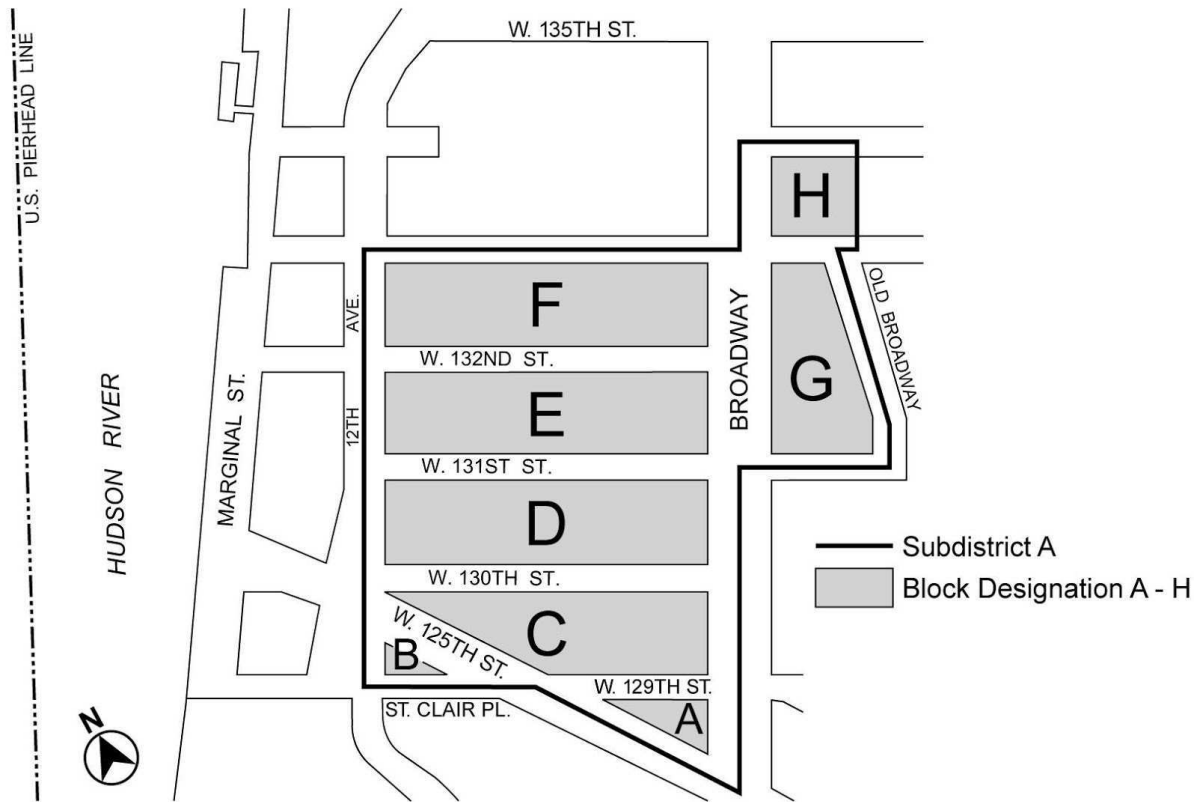 W. 135TH ST.
U.S. PIERHEAD LINE
H
F
AVE.
BROADWAY
OLD BROADWAY
W. 132ND ST.
G
HUDSON RIVER
MARGINAL ST.
E
12TH
W. 131ST ST.
D
Subdistrict A
W. 130TH ST.
Block Designation A - H
W. 125TH ST.
C
B
W. 129TH ST.
ST. CLAIR PL.
A
N